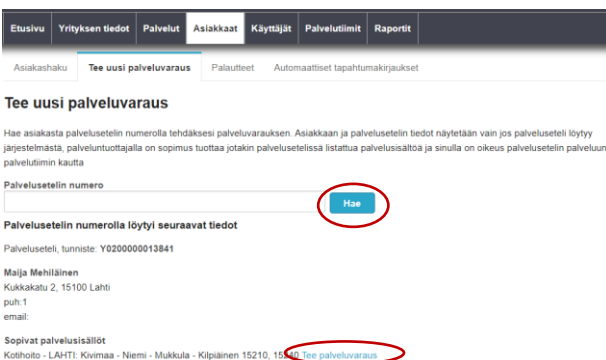 Etusivu Yrityksen tiedot Palvelut Asiakkaat Käyttäjät Palvelutiimit Raportit
Asiakashaku Tee uusi palveluvaraus Palautteet Automaattiset tapahtumakirjaukset
Tee uusi palveluvaraus
Hae asiakasta palvelusetelin numerolla tehdäksesi palveluvarauksen. Asiakkaan ja palvelusetelin tiedot näytetään vain jos palveluseteli löytyy
järjestelmästä, palveluntuottajalla on sopimus tuottaa jotakin palvelusetelissä listattua palvelusisältöä ja sinulla on oikeus palvelusetelin palveluun
palvelutiimin kautta
Palvelusetelin numero
Hae
Palvelusetelin numerolla löytyi seuraavat tiedot
Palveluseteli, tunniste: Y0200000013841
Maija Mehiläinen
Kukkakatu 2, 15100 Lahti
puh:1
email:
Sopivat palvelusisällöt
Kotihoito - LAHTI: Kivimaa - Niemi - Mukkula - Kilpiäinen 15210, 15240 Tee palveluvaraus